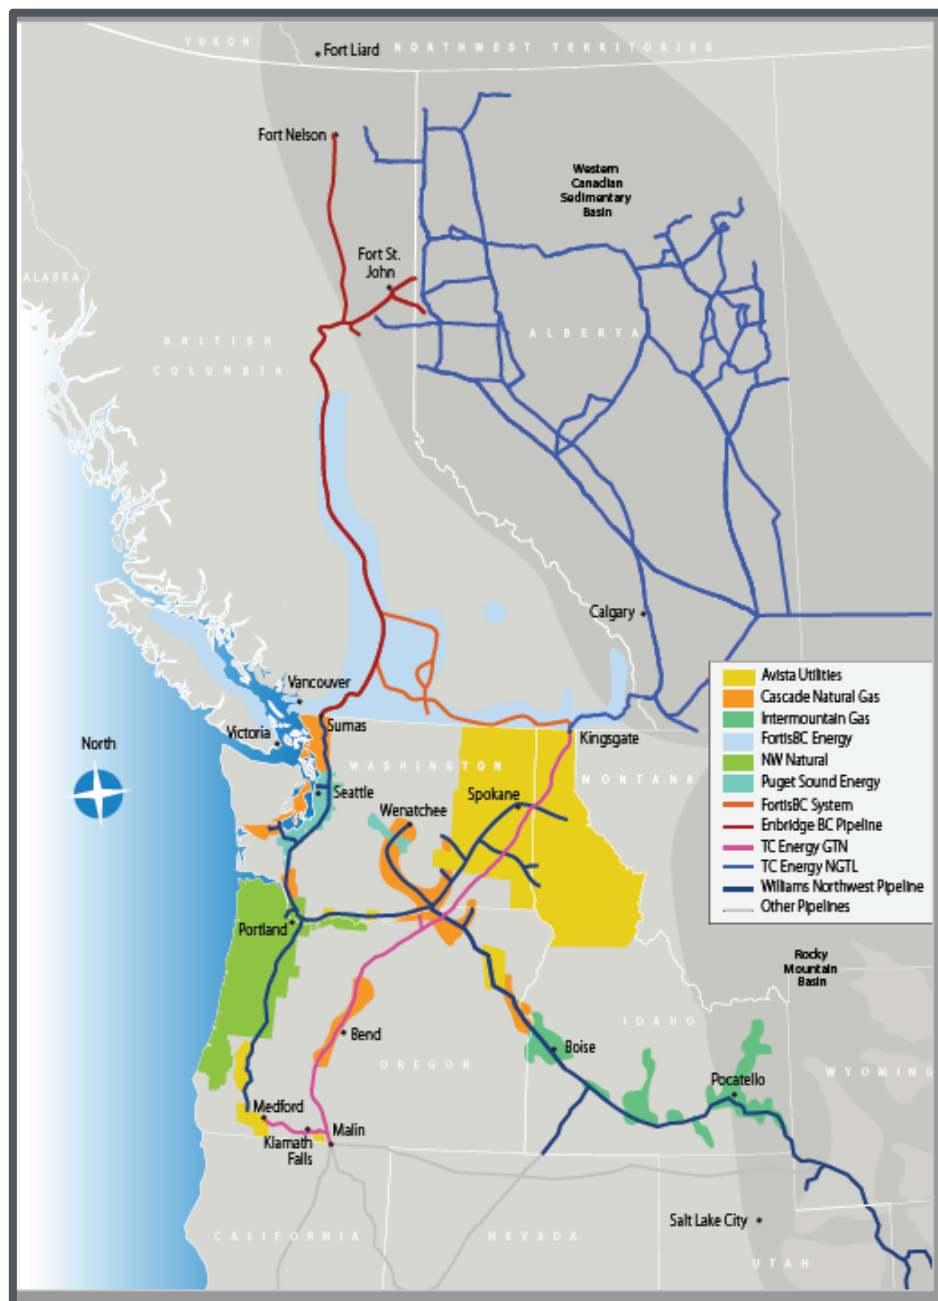 YUKON
Fort Liard
NORTHWEST TERRITORIES
Fort Nelson
Western
Canadian
Sedimentary
Basin
Fort St.
John
ALASKA
BRITISH
COLUMBIA
ALBERTA
Calgary
Vancouver
Victoria
Sumas
Kingsgate
North
WASHINGTON
MONTANA
Seattle
Wenatchee
Spokane
Avista Utilities
Cascade Natural Gas
Intermountain Gas
FortisBC Energy
NW Natural
Puget Sound Energy
FortisBC System
Enbridge BC Pipeline
TC Energy GTN
TC Energy NGTL
Williams Northwest Pipeline
Other Pipelines
Portland
Rocky
Mountain
Basin
Bend
OREGON
IDAHO
Boise
Pocatello
WYOMING
Medford
Klamath
Falls
Malin
Salt Lake City
CALIFORNIA
NEVADA
UTAH